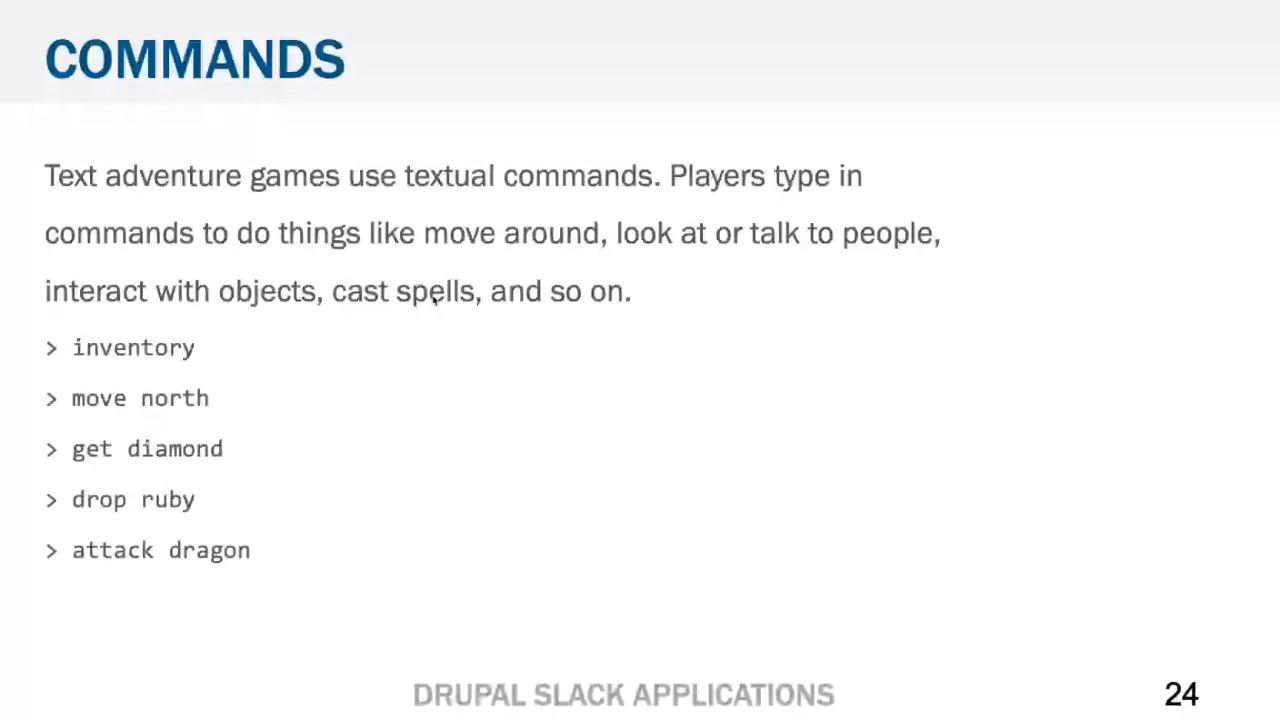 COMMANDS
Text adventure games use textual commands. Players type in
commands to do things like move around, look at or talk to people,
interact with objects, cast spells, and so on.
> inventory
> move north
> get diamond
> drop ruby
> attack dragon
DRUPAL SLACK APPLICATIONS
24